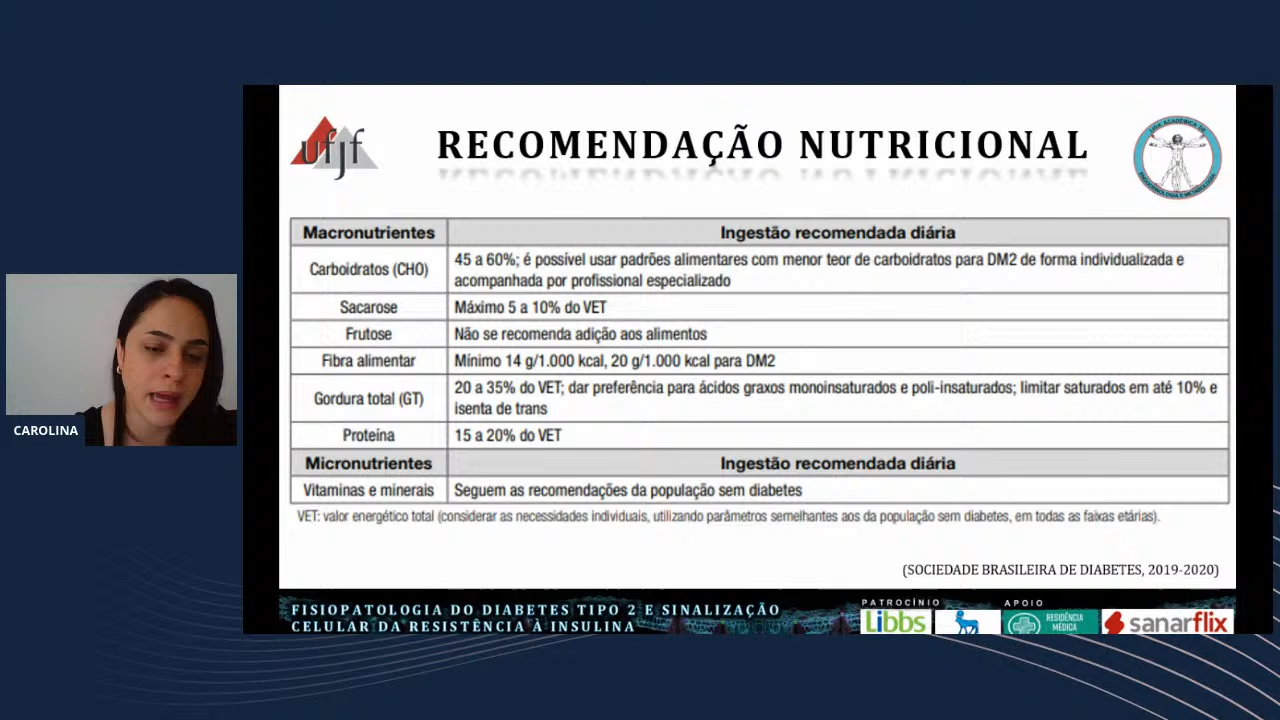 ufjf
RECOMENDAÇÃO NUTRICIONAL
LIGA ACADÊMICA DE
ENDOCRINOLOGIA E METABOLOGIA
Macronutrientes Ingestão recomendada diária
Carboidratos (CHO) 45 a 60%; é possível usar padrões alimentares com menor teor de carboidratos para DM2 de forma individualizada e
acompanhada por profissional especializado
Sacarose Máximo 5 a 10% do VET
Frutose Não se recomenda adição aos alimentos
Fibra alimentar Mínimo 14 g/1.000 kcal, 20 g/1.000 kcal para DM2
Gordura total (GT) 20 a 35% do VET; dar preferência para ácidos graxos monoinsaturados e poli-insaturados; limitar saturados em até 10% e
isenta de trans
Proteína 15 a 20% do VET
Micronutrientes Ingestão recomendada diária
Vitaminas e minerais Seguem as recomendações da população sem diabetes
VET: valor energético total (considerar as necessidades individuais, utilizando parâmetros semelhantes aos da população sem diabetes, em todas as faixas etárias).
(SOCIEDADE BRASILEIRA DE DIABETES, 2019-2020)
CAROLINA
FISIOPATOLOGIA DO DIABETES TIPO 2 E SINALIZAÇÃO
CELULAR DA RESISTÊNCIA À INSULINA
PATROCÍNIO
Libbs
APOIO
RESIDÊNCIA
MÉDICA
sanarflix